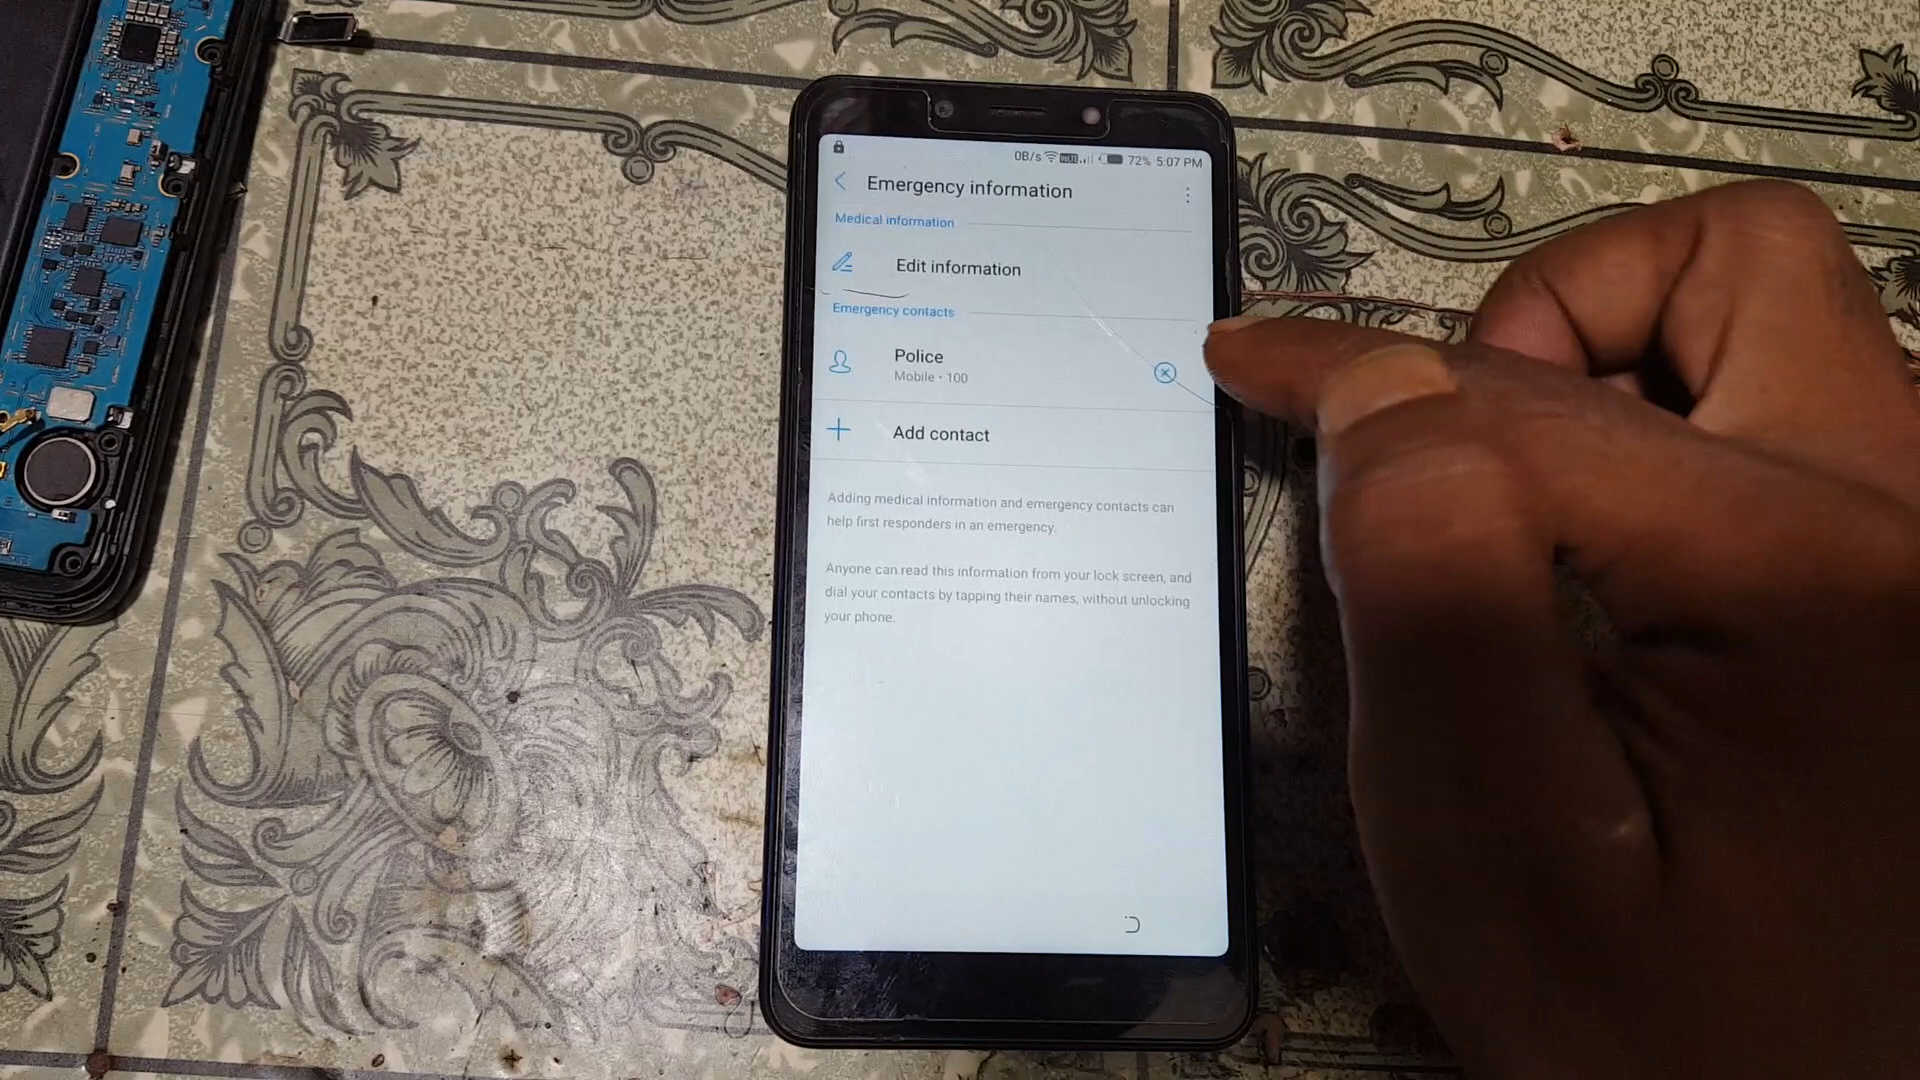 0B/s VoLTE 72% 5:07 PM
Emergency information
Medical information
Edit information
Emergency contacts
Police
Mobile • 100
Add contact
Adding medical information and emergency contacts can
help first responders in an emergency.
Anyone can read this information from your lock screen, and
dial your contacts by tapping their names, without unlocking
your phone.